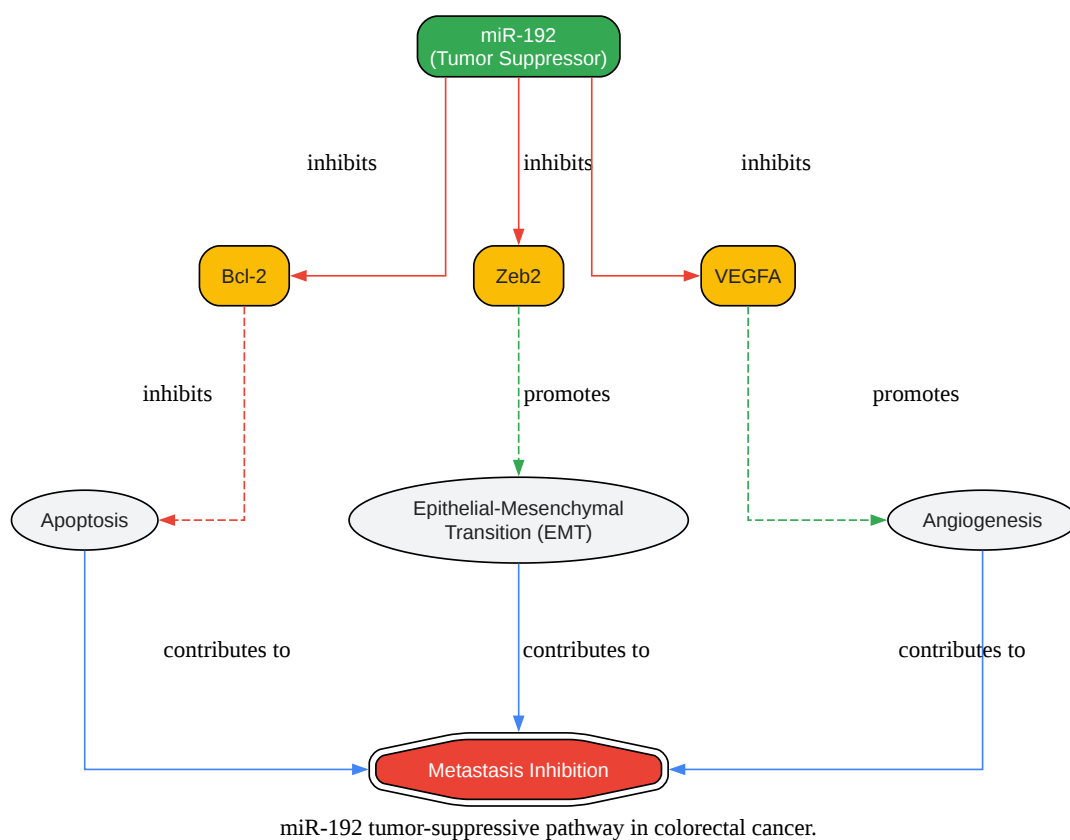 miR-192
(Tumor Suppressor)
inhibits
inhibits
inhibits
Bcl-2
Zeb2
VEGFA
inhibits
promotes
promotes
Apoptosis
Epithelial-Mesenchymal
Transition (EMT)
Angiogenesis
contributes to
contributes to
contributes to
Metastasis Inhibition
miR-192 tumor-suppressive pathway in colorectal cancer.